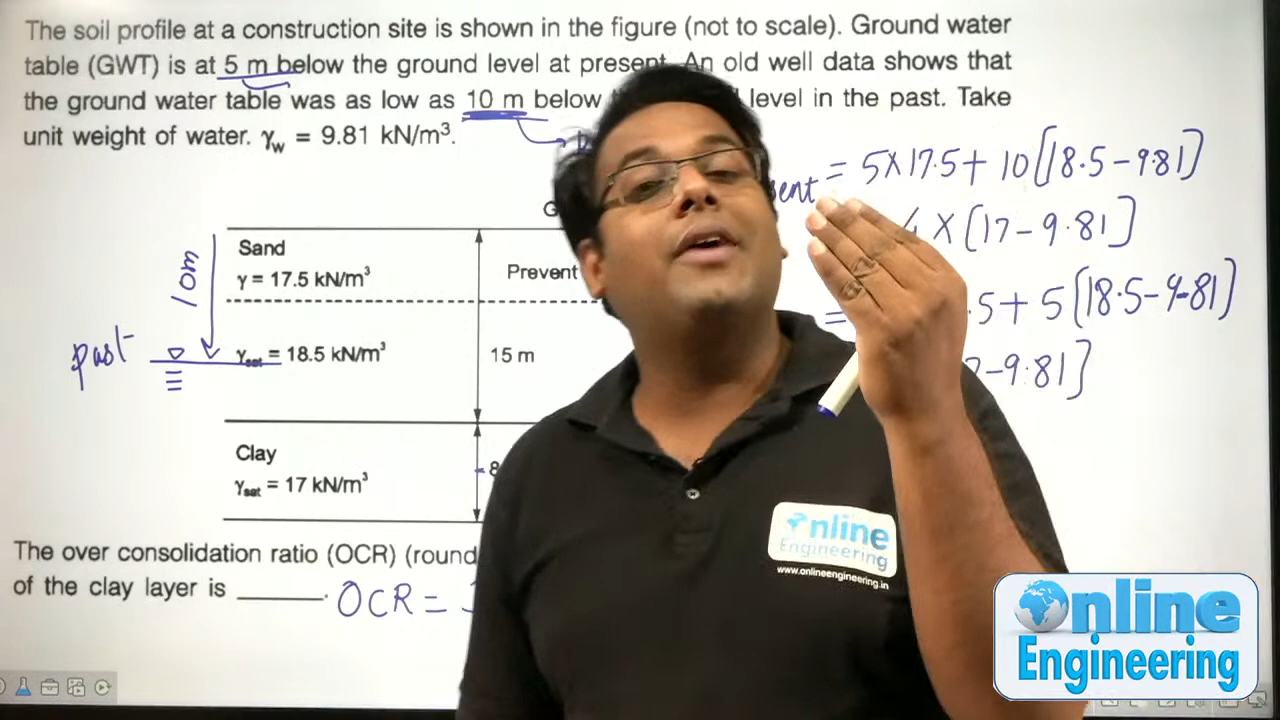 The soil profile at a construction site is shown in the figure (not to scale). Ground water
table (GWT) is at 5 m below the ground level at present. An old well data shows that
the ground water table was as low as 10 m below level in the past. Take
unit weight of water. γw = 9.81 kN/m³.
= 5×17.5 + 10[18.5 – 9.81]
4 × [17 – 9.81]
Sand
γ = 17.5 kN/m³
Prevent
10m
= .5 + 5[18.5 – 9.81]
past
γsat = 18.5 kN/m³
15 m
– 9.81]
Clay
γsat = 17 kN/m³
8
The over consolidation ratio (OCR) (round
of the clay layer is ______.
OCR =
Online
Engineering
www.onlineengineering.in
Online
Engineering